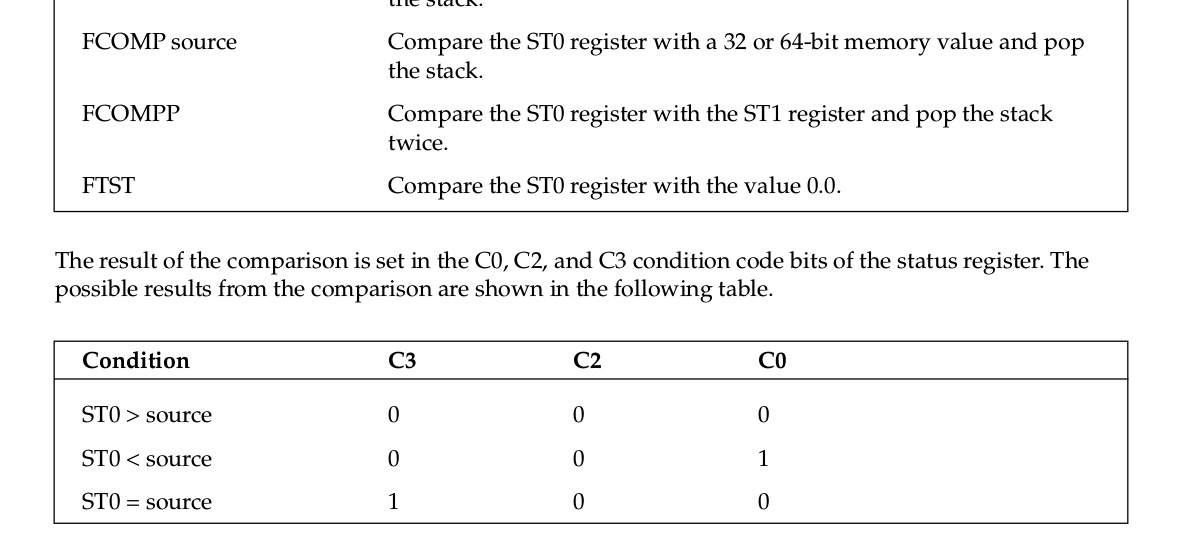 the stack.
FCOMP source Compare the ST0 register with a 32 or 64-bit memory value and pop
the stack.
FCOMPP Compare the ST0 register with the ST1 register and pop the stack
twice.
FTST Compare the ST0 register with the value 0.0.
The result of the comparison is set in the C0, C2, and C3 condition code bits of the status register. The
possible results from the comparison are shown in the following table.
Condition C3 C2 C0
ST0 > source 0 0 0
ST0 < source 0 0 1
ST0 = source 1 0 0